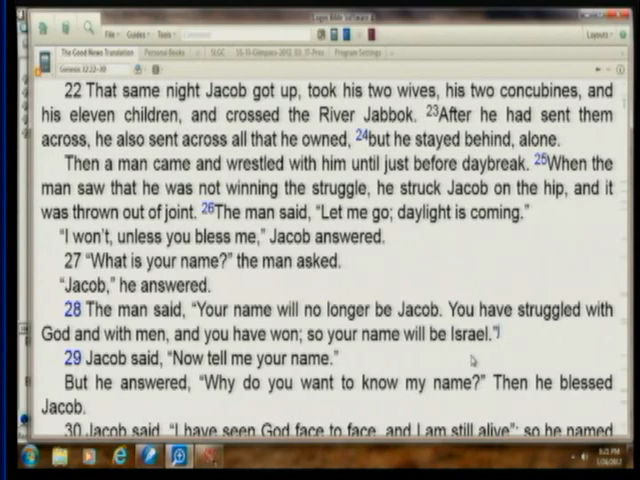 Logos Bible Software 4
File Guides Tools
Layouts
The Good News Translation Personal Books SLGC Program Settings
Genesis 32:22-30
22 That same night Jacob got up, took his two wives, his two concubines, and
his eleven children, and crossed the River Jabbok. 23After he had sent them
across, he also sent across all that he owned, 24but he stayed behind, alone.
Then a man came and wrestled with him until just before daybreak. 25When the
man saw that he was not winning the struggle, he struck Jacob on the hip, and it
was thrown out of joint. 26The man said, “Let me go; daylight is coming.”
“I won’t, unless you bless me,” Jacob answered.
27 “What is your name?” the man asked.
“Jacob,” he answered.
28 The man said, “Your name will no longer be Jacob. You have struggled with
God and with men, and you have won; so your name will be Israel.”
29 Jacob said, “Now tell me your name.”
But he answered, “Why do you want to know my name?” Then he blessed
Jacob.
30 Jacob said, “I have seen God face to face, and I am still alive”; so he named